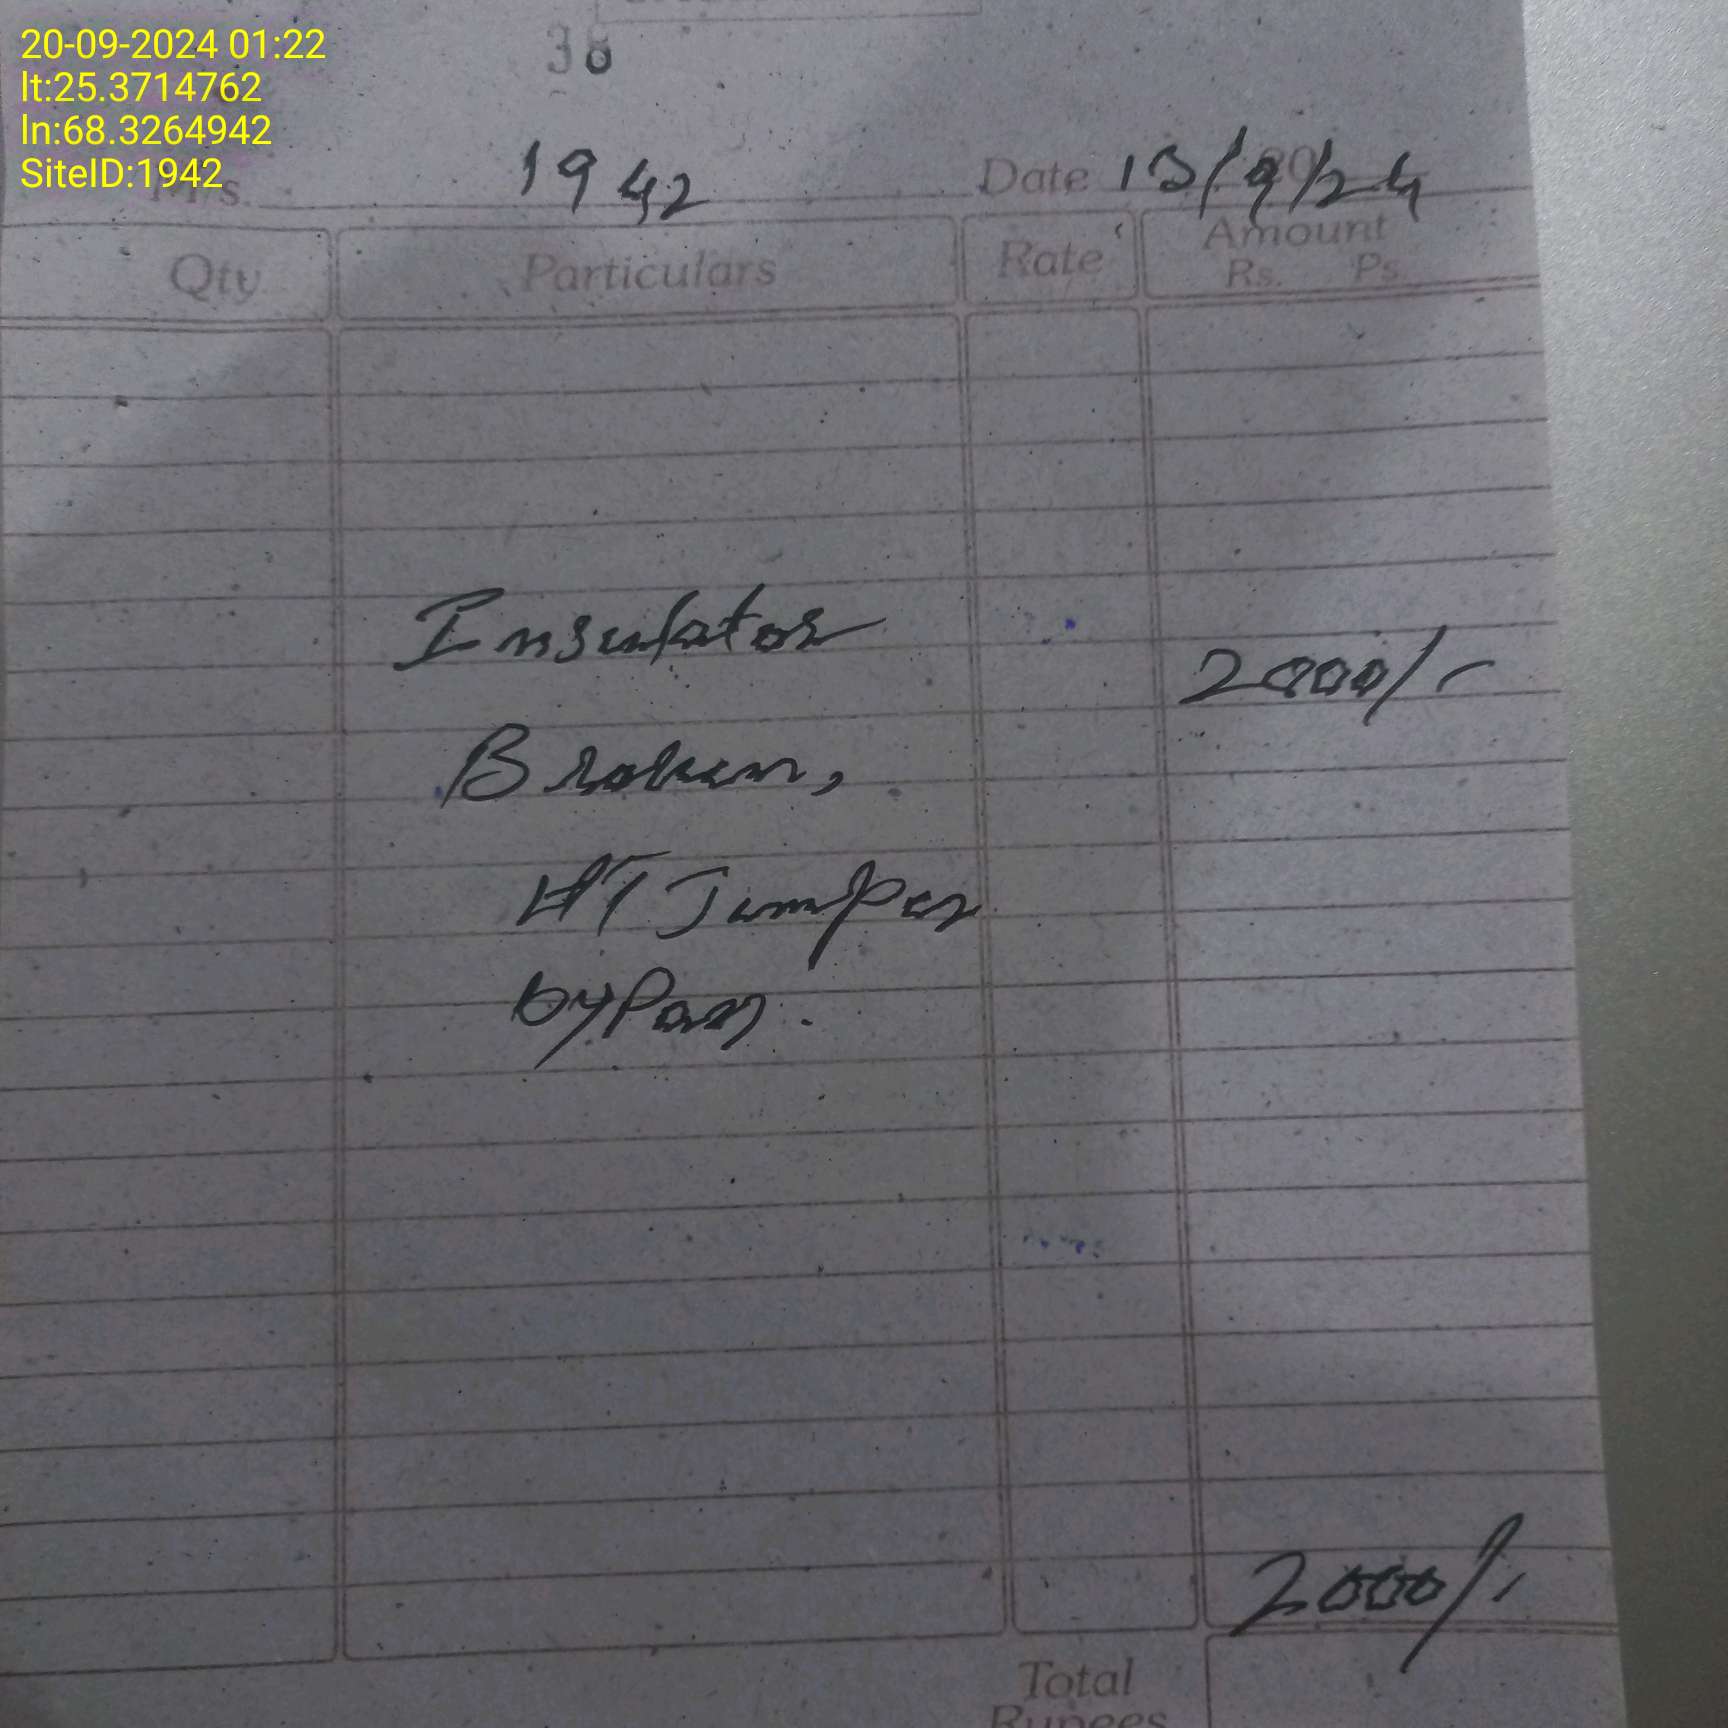 20-09-2024 01:22
lt:25.3714762
ln:68.3264942
SiteID:1942
38
M/s. 1942 Date 13/9/24
Qty Particulars Rate Amount
Rs. Ps.
Insulator
2000/-
Broken,
HT Jumper
bypass.
2000/-
Total
Rupees